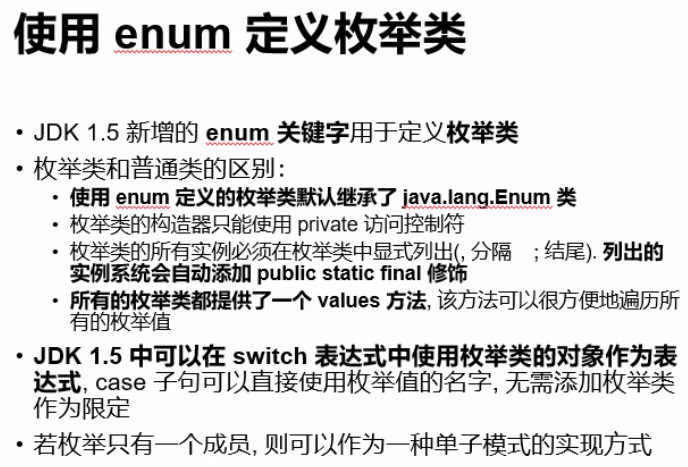 使用 enum 定义枚举类
• JDK 1.5 新增的 enum 关键字用于定义枚举类
• 枚举类和普通类的区别：
• 使用 enum 定义的枚举类默认继承了 java.lang.Enum 类
• 枚举类的构造器只能使用 private 访问控制符
• 枚举类的所有实例必须在枚举类中显式列出(, 分隔 ; 结尾). 列出的
实例系统会自动添加 public static final 修饰
• 所有的枚举类都提供了一个 values 方法, 该方法可以很方便地遍历所
有的枚举值
• JDK 1.5 中可以在 switch 表达式中使用枚举类的对象作为表
达式, case 子句可以直接使用枚举值的名字, 无需添加枚举类
作为限定
• 若枚举只有一个成员, 则可以作为一种单子模式的实现方式